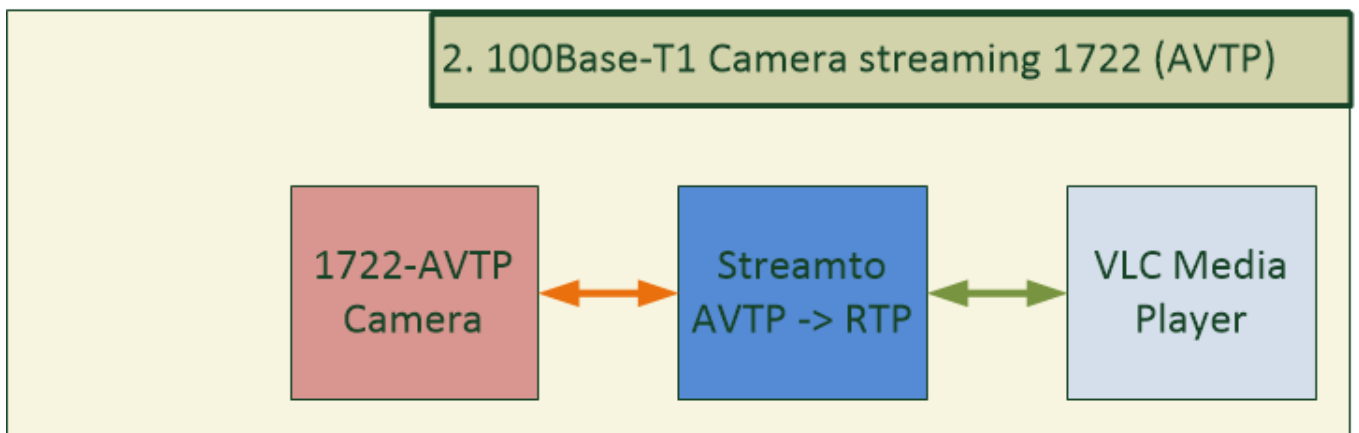 2. 100Base-T1 Camera streaming 1722 (AVTP)
1722-AVTP
Camera
Streamto
AVTP -> RTP
VLC Media
Player